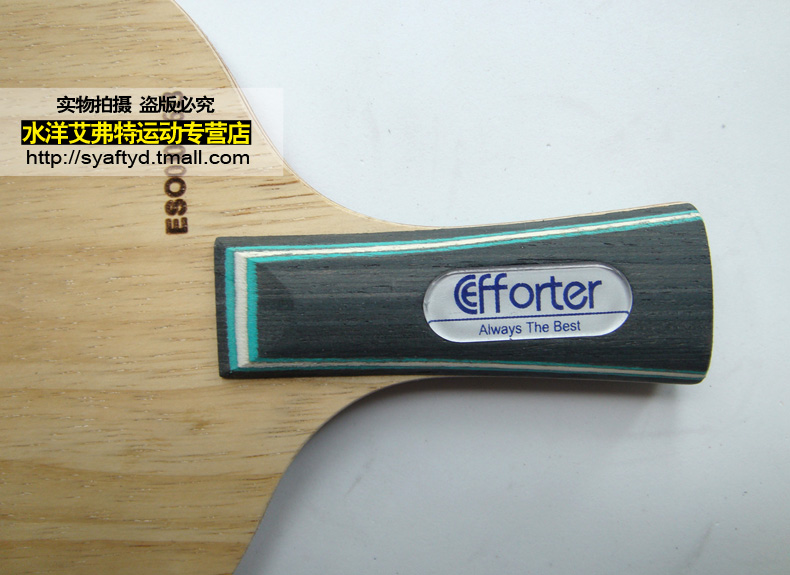 实物拍摄 盗版必究
水洋艾弗特运动专营店
http://syaftyd.tmall.com
Efforter
Always The Best